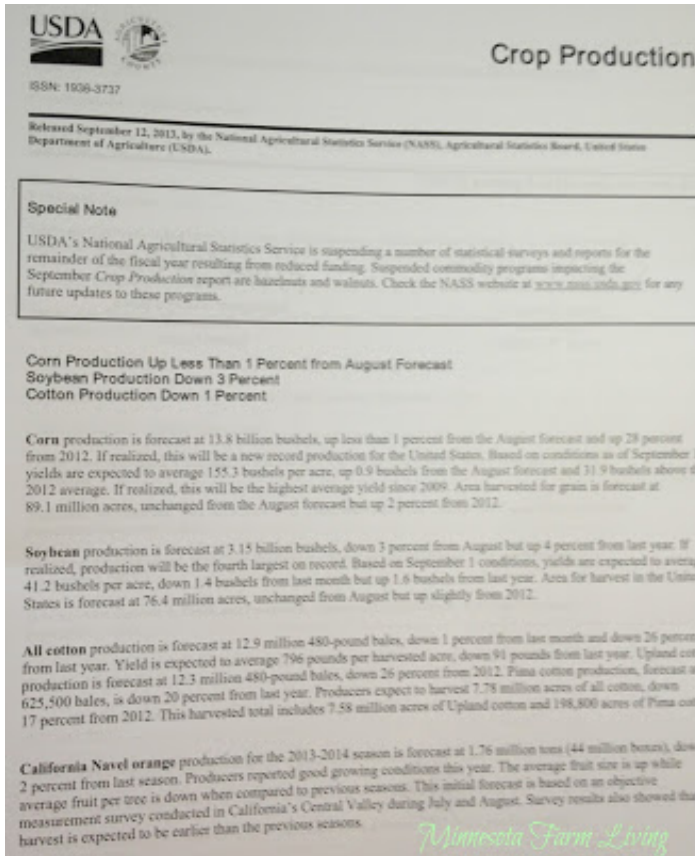 USDA
AGRICULTURE
COUNTS
Crop Production
ISSN: 1936-3737
Released September 12, 2013, by the National Agricultural Statistics Service (NASS), Agricultural Statistics Board, United States
Department of Agriculture (USDA).
Special Note
USDA's National Agricultural Statistics Service is suspending a number of statistical surveys and reports for the
remainder of the fiscal year resulting from reduced funding. Suspended commodity programs impacting the
September Crop Production report are hazelnuts and walnuts. Check the NASS website at www.nass.usda.gov for any
future updates to these programs.
Corn Production Up Less Than 1 Percent from August Forecast
Soybean Production Down 3 Percent
Cotton Production Down 1 Percent
Corn production is forecast at 13.8 billion bushels, up less than 1 percent from the August forecast and up 28 percent
from 2012. If realized, this will be a new record production for the United States. Based on conditions as of September
yields are expected to average 155.3 bushels per acre, up 0.9 bushels from the August forecast and 31.9 bushels above
2012 average. If realized, this will be the highest average yield since 2009. Area harvested for grain is forecast at
89.1 million acres, unchanged from the August forecast but up 2 percent from 2012.
Soybean production is forecast at 3.15 billion bushels, down 3 percent from August but up 4 percent from last year. If
realized, production will be the fourth largest on record. Based on September 1 conditions, yields are expected to
41.2 bushels per acre, down 1.4 bushels from last month but up 1.6 bushels from last year. Area for harvest in the
States is forecast at 76.4 million acres, unchanged from August but up slightly from 2012.
All cotton production is forecast at 12.9 million 480-pound bales, down 1 percent from last month and down 26
from last year. Yield is expected to average 796 pounds per harvested acre, down 91 pounds from last year. Upland
production is forecast at 12.3 million 480-pound bales, down 26 percent from 2012. Pima cotton production, forecast
625,500 bales, is down 20 percent from last year. Producers expect to harvest 7.78 million acres of all cotton, down
17 percent from 2012. This harvested total includes 7.58 million acres of Upland cotton and 198,800 acres of Pima
California Navel orange production for the 2013-2014 season is forecast at 1.76 million tons (44 million boxes),
2 percent from last season. Producers reported good growing conditions this year. The average fruit size is up while
average fruit per tree is down when compared to previous seasons. This initial forecast is based on an objective
measurement survey conducted in California's Central Valley during July and August. Survey results also showed
harvest is expected to be earlier than the previous seasons.
Minnesota Farm Living